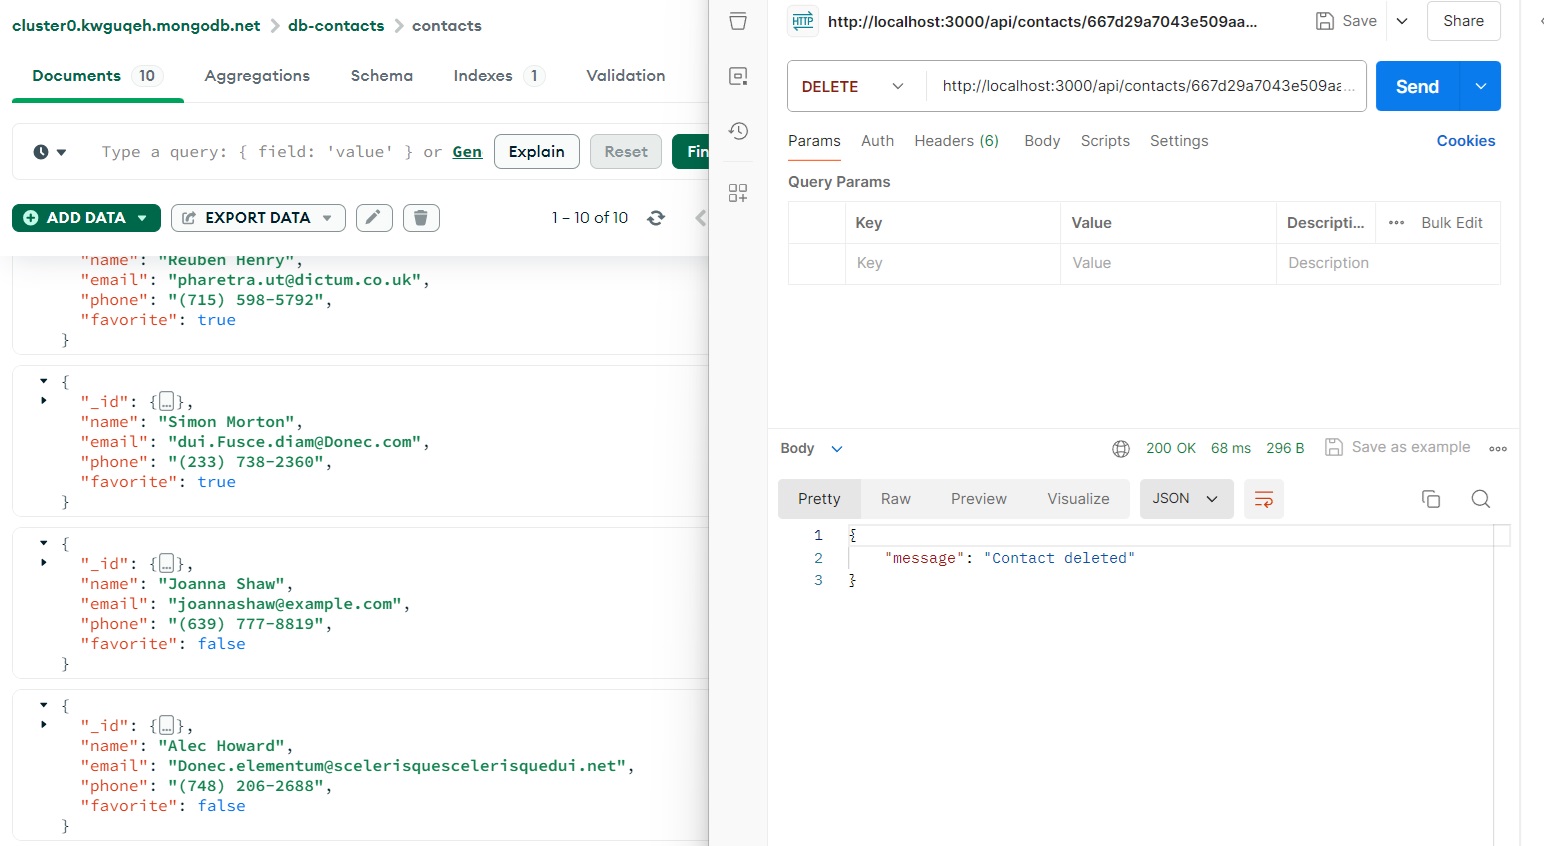 cluster0.kwguqeh.mongodb.net > db-contacts > contacts
Documents 10 Aggregations Schema Indexes 1 Validation
Type a query: { field: 'value' } or Gen Explain Reset Fin
ADD DATA EXPORT DATA 1 – 10 of 10
"name": "Reuben Henry",
"email": "pharetra.ut@dictum.co.uk",
"phone": "(715) 598-5792",
"favorite": true
}
{
"_id": {…},
"name": "Simon Morton",
"email": "dui.Fusce.diam@Donec.com",
"phone": "(233) 738-2360",
"favorite": true
}
{
"_id": {…},
"name": "Joanna Shaw",
"email": "joannashaw@example.com",
"phone": "(639) 777-8819",
"favorite": false
}
{
"_id": {…},
"name": "Alec Howard",
"email": "Donec.elementum@scelerisquescelerisquedui.net",
"phone": "(748) 206-2688",
"favorite": false
}
HTTP http://localhost:3000/api/contacts/667d29a7043e509aa... Save Share
DELETE http://localhost:3000/api/contacts/667d29a7043e509aa... Send
Params Auth Headers (6) Body Scripts Settings Cookies
Query Params
Key Value Descripti... Bulk Edit
Key Value Description
Body 200 OK 68 ms 296 B Save as example
Pretty Raw Preview Visualize JSON
1 {
2 "message": "Contact deleted"
3 }